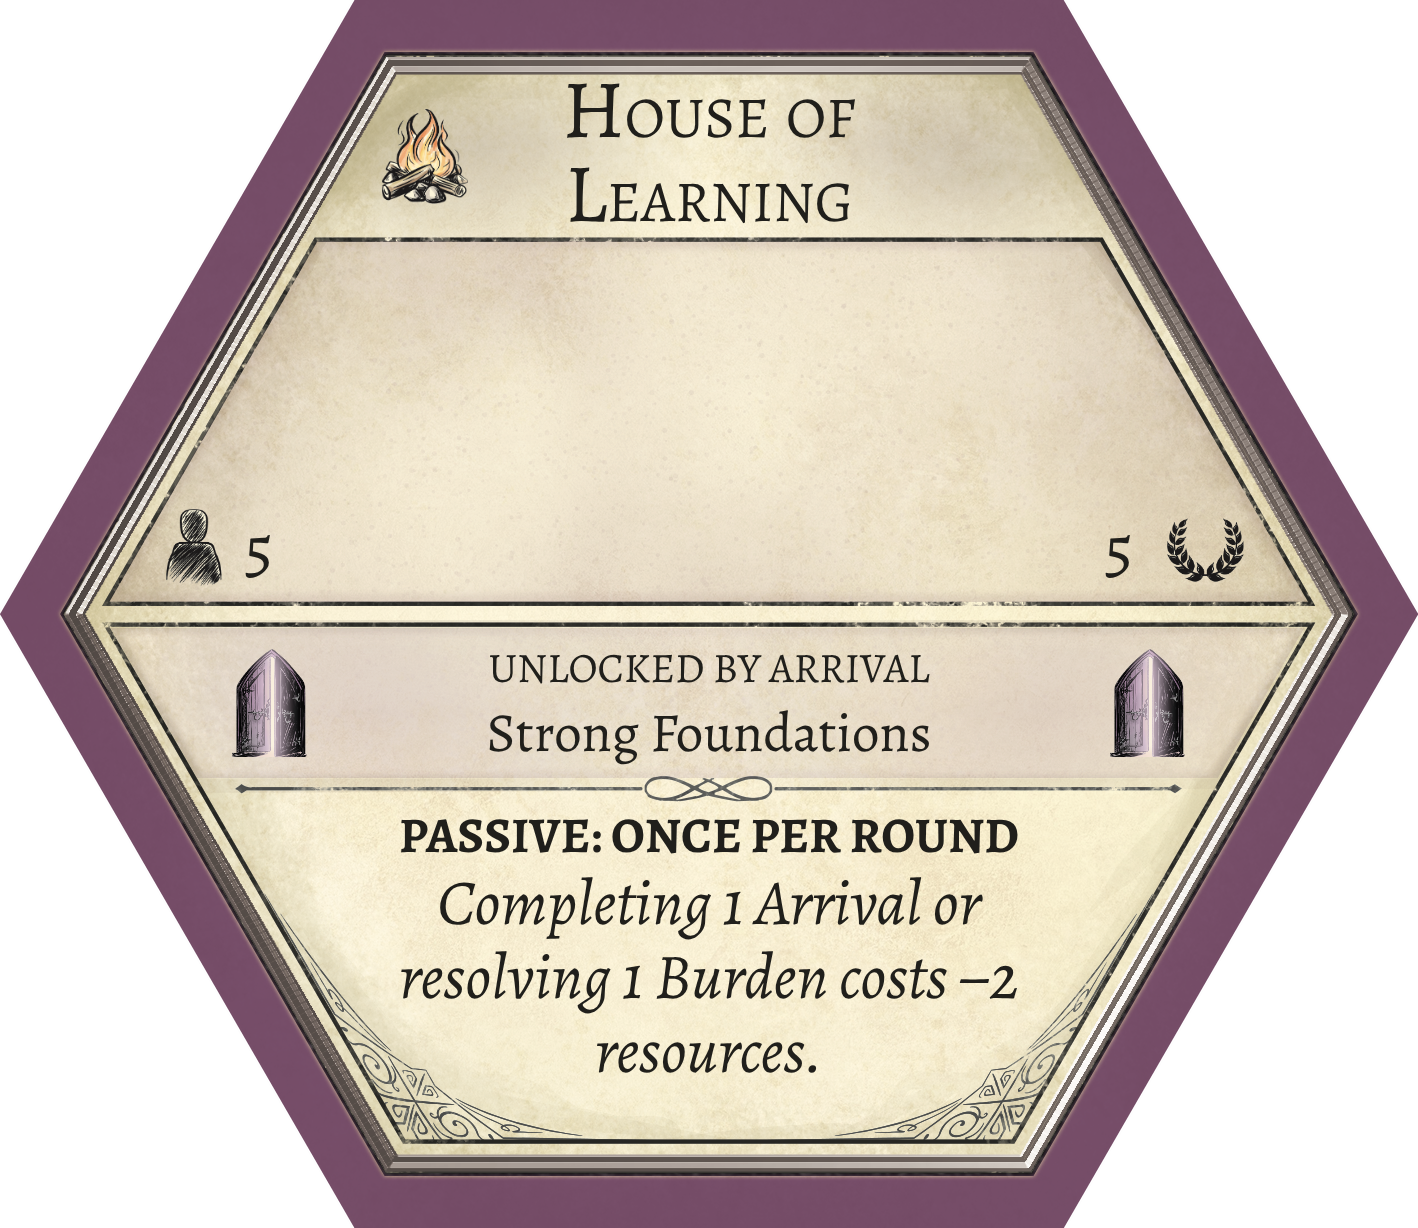 House of
Learning
5
5
UNLOCKED BY ARRIVAL
Strong Foundations
PASSIVE: ONCE PER ROUND
Completing 1 Arrival or
resolving 1 Burden costs –2
resources.